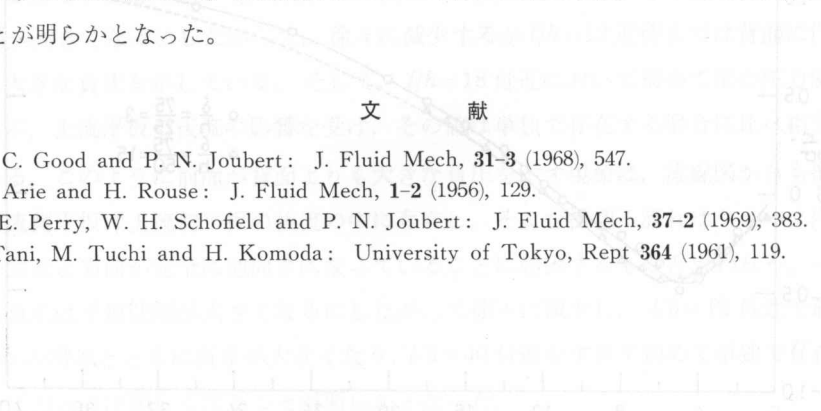 とが明らかとなった。
文　　献
C. Good and P. N. Joubert: J. Fluid Mech, 31-3 (1968), 547.
Arie and H. Rouse: J. Fluid Mech, 1-2 (1956), 129.
E. Perry, W. H. Schofield and P. N. Joubert: J. Fluid Mech, 37-2 (1969), 383.
Tani, M. Tuchi and H. Komoda: University of Tokyo, Rept 364 (1961), 119.